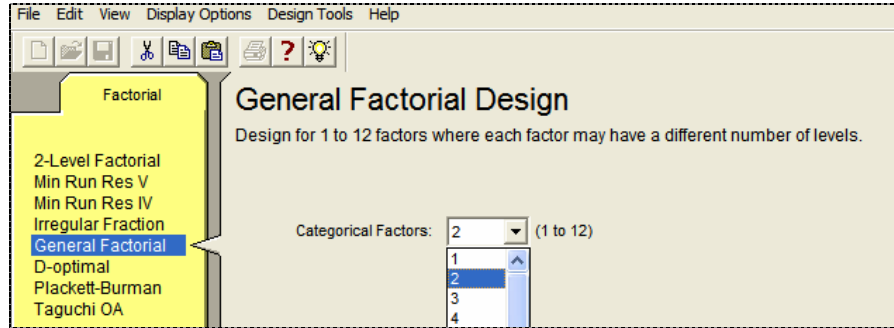 File Edit View Display Options Design Tools Help
Factorial
General Factorial Design
Design for 1 to 12 factors where each factor may have a different number of levels.
2-Level Factorial
Min Run Res V
Min Run Res IV
Irregular Fraction
General Factorial
D-optimal
Plackett-Burman
Taguchi OA
Categorical Factors: 2 (1 to 12)
1
2
3
4